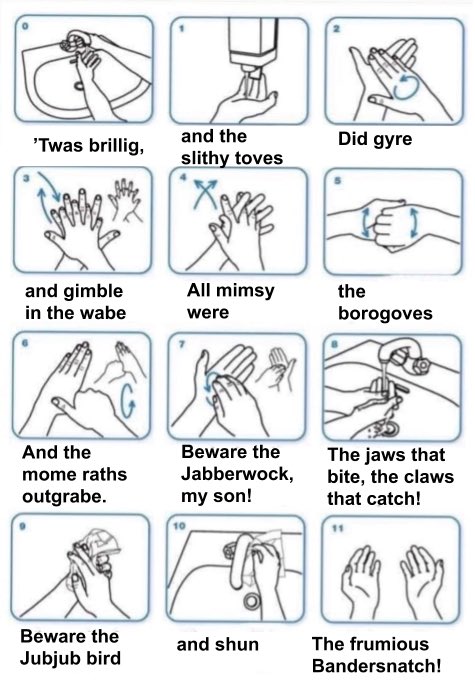 0
1
2
'Twas brillig,
and the
slithy toves
Did gyre
3
4
5
and gimble
in the wabe
All mimsy
were
the
borogoves
6
7
8
And the
mome raths
outgrabe.
Beware the
Jabberwock,
my son!
The jaws that
bite, the claws
that catch!
9
10
11
Beware the
Jubjub bird
and shun
The frumious
Bandersnatch!